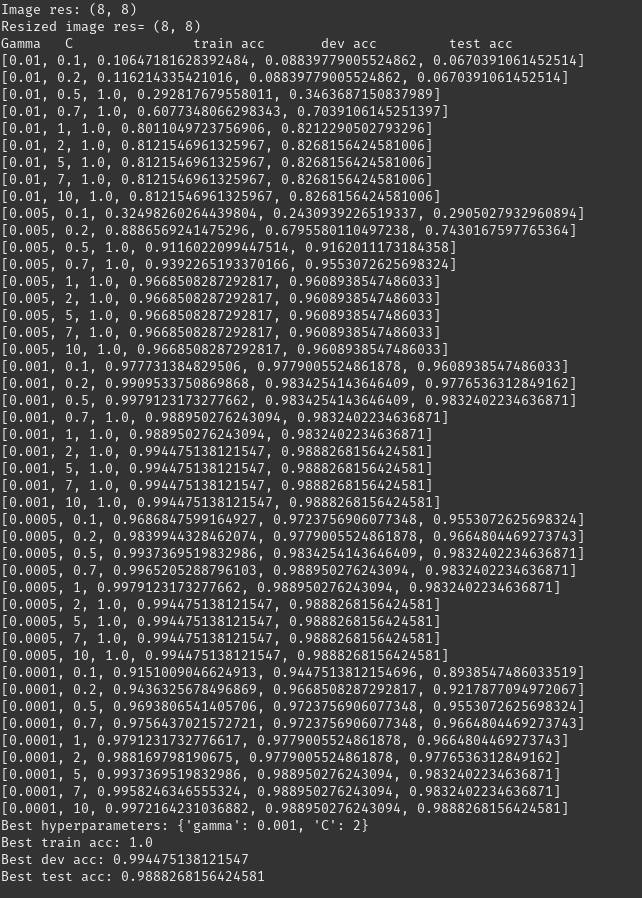 Image res: (8, 8)
Resized image res= (8, 8)
Gamma   C               train acc       dev acc         test acc
[0.01, 0.1, 0.10647181628392484, 0.08839779005524862, 0.0670391061452514]
[0.01, 0.2, 0.116214335421016, 0.08839779005524862, 0.0670391061452514]
[0.01, 0.5, 1.0, 0.292817679558011, 0.3463687150837989]
[0.01, 0.7, 1.0, 0.6077348066298343, 0.7039106145251397]
[0.01, 1, 1.0, 0.8011049723756906, 0.8212290502793296]
[0.01, 2, 1.0, 0.8121546961325967, 0.8268156424581006]
[0.01, 5, 1.0, 0.8121546961325967, 0.8268156424581006]
[0.01, 7, 1.0, 0.8121546961325967, 0.8268156424581006]
[0.01, 10, 1.0, 0.8121546961325967, 0.8268156424581006]
[0.005, 0.1, 0.32498260264439804, 0.2430939226519337, 0.2905027932960894]
[0.005, 0.2, 0.8886569241475296, 0.6795580110497238, 0.7430167597765364]
[0.005, 0.5, 1.0, 0.9116022099447514, 0.9162011173184358]
[0.005, 0.7, 1.0, 0.9392265193370166, 0.9553072625698324]
[0.005, 1, 1.0, 0.9668508287292817, 0.9608938547486033]
[0.005, 2, 1.0, 0.9668508287292817, 0.9608938547486033]
[0.005, 5, 1.0, 0.9668508287292817, 0.9608938547486033]
[0.005, 7, 1.0, 0.9668508287292817, 0.9608938547486033]
[0.005, 10, 1.0, 0.9668508287292817, 0.9608938547486033]
[0.001, 0.1, 0.977731384829506, 0.9779005524861878, 0.9608938547486033]
[0.001, 0.2, 0.9909533750869868, 0.9834254143646409, 0.9776536312849162]
[0.001, 0.5, 0.9979123173277662, 0.9834254143646409, 0.9832402234636871]
[0.001, 0.7, 1.0, 0.988950276243094, 0.9832402234636871]
[0.001, 1, 1.0, 0.988950276243094, 0.9832402234636871]
[0.001, 2, 1.0, 0.994475138121547, 0.9888268156424581]
[0.001, 5, 1.0, 0.994475138121547, 0.9888268156424581]
[0.001, 7, 1.0, 0.994475138121547, 0.9888268156424581]
[0.001, 10, 1.0, 0.994475138121547, 0.9888268156424581]
[0.0005, 0.1, 0.9686847599164927, 0.9723756906077348, 0.9553072625698324]
[0.0005, 0.2, 0.9839944328462074, 0.9779005524861878, 0.9664804469273743]
[0.0005, 0.5, 0.9937369519832986, 0.9834254143646409, 0.9832402234636871]
[0.0005, 0.7, 0.9965205288796103, 0.988950276243094, 0.9832402234636871]
[0.0005, 1, 0.9979123173277662, 0.988950276243094, 0.9832402234636871]
[0.0005, 2, 1.0, 0.994475138121547, 0.9888268156424581]
[0.0005, 5, 1.0, 0.994475138121547, 0.9888268156424581]
[0.0005, 7, 1.0, 0.994475138121547, 0.9888268156424581]
[0.0005, 10, 1.0, 0.994475138121547, 0.9888268156424581]
[0.0001, 0.1, 0.9151009046624913, 0.9447513812154696, 0.8938547486033519]
[0.0001, 0.2, 0.9436325678496869, 0.9668508287292817, 0.9217877094972067]
[0.0001, 0.5, 0.9693806541405706, 0.9723756906077348, 0.9553072625698324]
[0.0001, 0.7, 0.9756437021572721, 0.9723756906077348, 0.9664804469273743]
[0.0001, 1, 0.9791231732776617, 0.9779005524861878, 0.9664804469273743]
[0.0001, 2, 0.988169798190675, 0.9779005524861878, 0.9776536312849162]
[0.0001, 5, 0.9937369519832986, 0.988950276243094, 0.9832402234636871]
[0.0001, 7, 0.9958246346555324, 0.988950276243094, 0.9832402234636871]
[0.0001, 10, 0.9972164231036882, 0.988950276243094, 0.9888268156424581]
Best hyperparameters: {'gamma': 0.001, 'C': 2}
Best train acc: 1.0
Best dev acc: 0.994475138121547
Best test acc: 0.9888268156424581